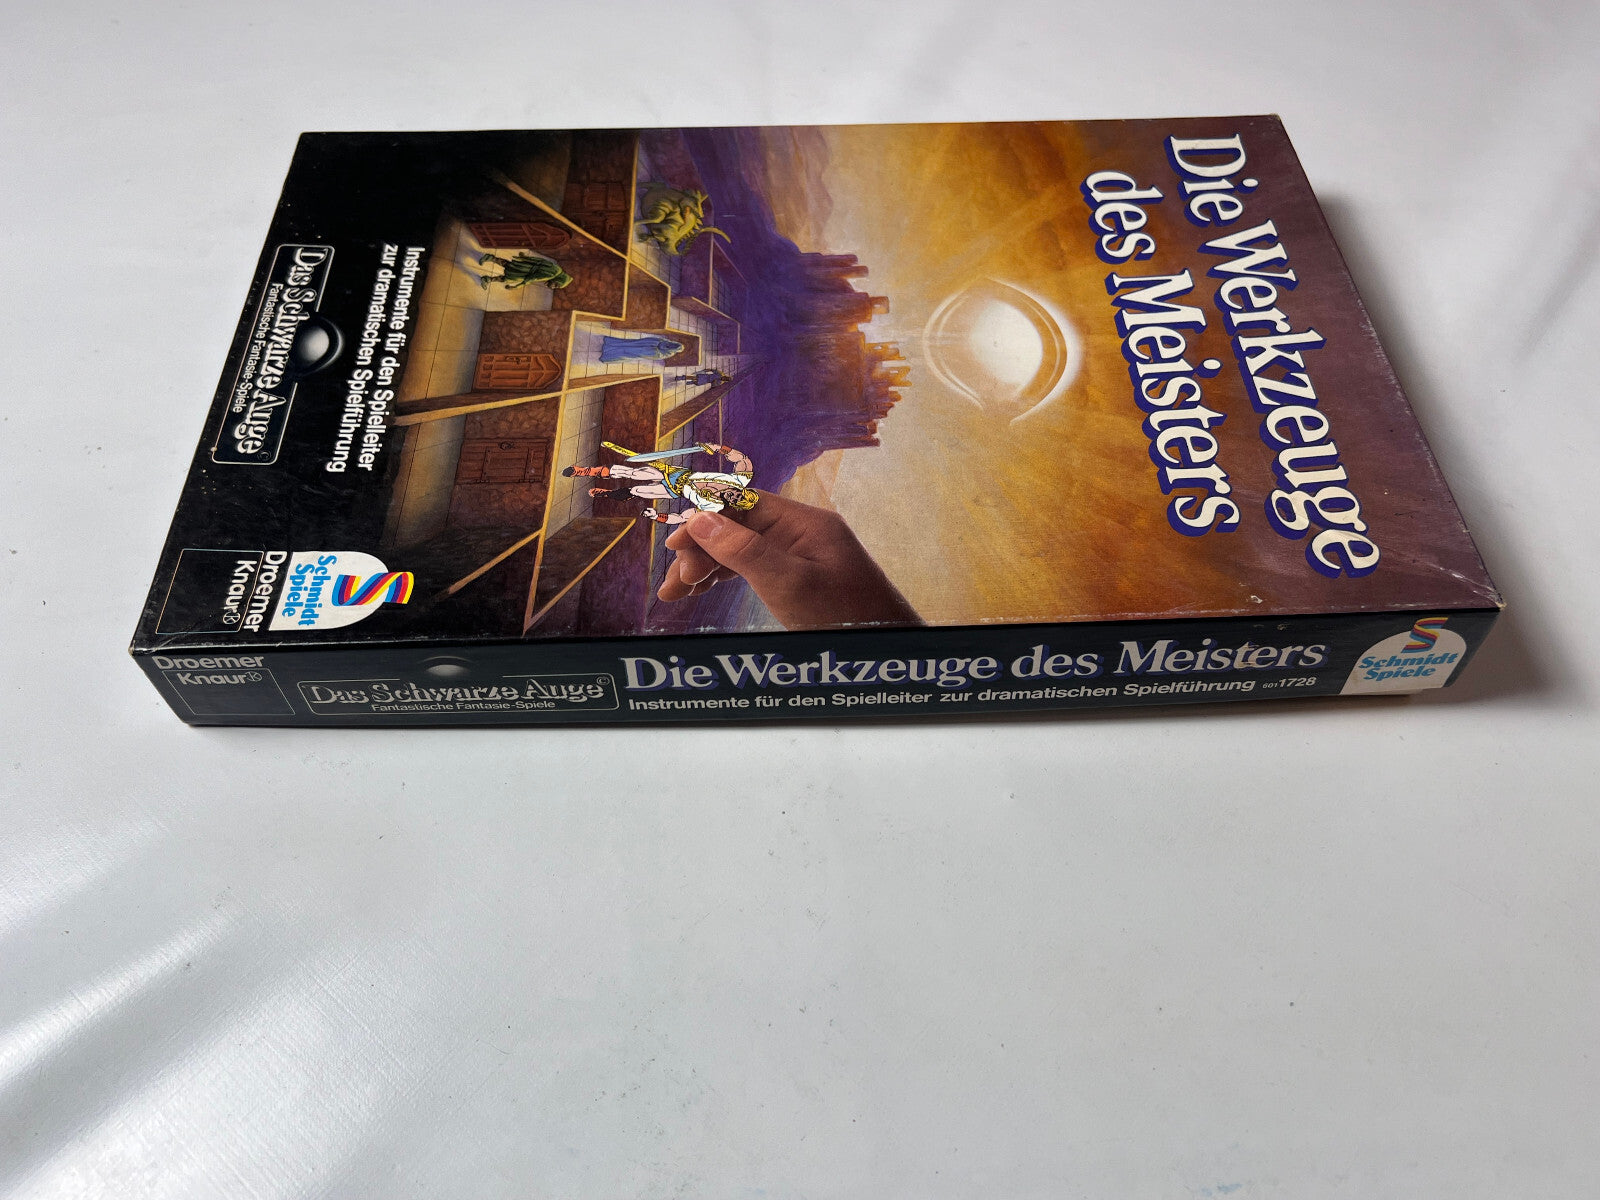 Die Werkzeuge
des Meisters
Instrumente für den Spielleiter
zur dramatischen Spielführung
Das Schwarze Auge©
Fantastische Fantasie-Spiele
Schmidt
Spiele
Droemer
Knaur
Droemer
Knaur
Das Schwarze Auge©
Fantastische Fantasie-Spiele
Die Werkzeuge des Meisters
Instrumente für den Spielleiter zur dramatischen Spielführung 601 1728
Schmidt
Spiele